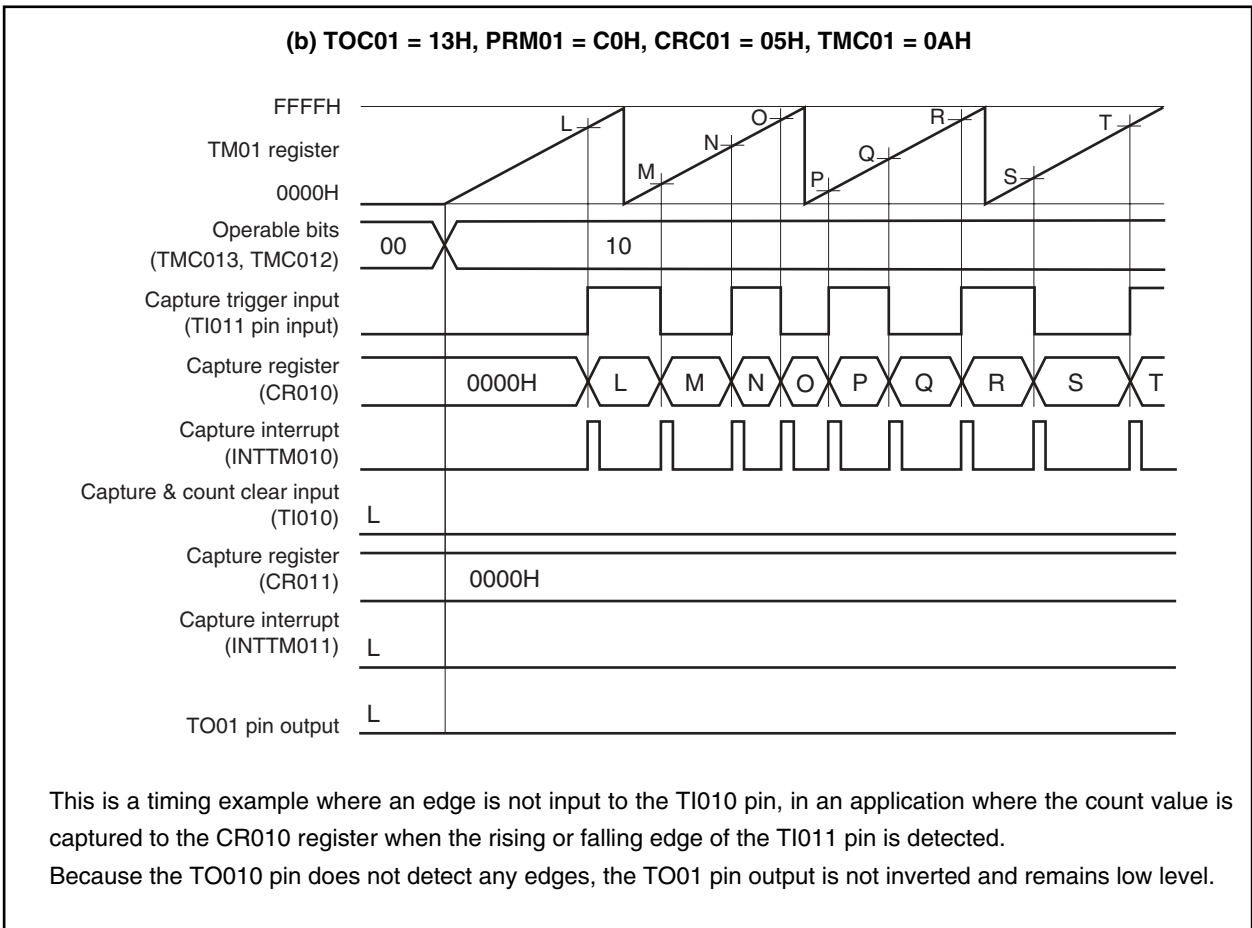 (b) TOC01 = 13H, PRM01 = C0H, CRC01 = 05H, TMC01 = 0AH
FFFFH
TM01 register
0000H
L
M
N
O
P
Q
R
S
T
Operable bits
(TMC013, TMC012)
00
10
Capture trigger input
(TI011 pin input)
Capture register
(CR010)
0000H
L
M
N
O
P
Q
R
S
T
Capture interrupt
(INTTM010)
Capture & count clear input
(TI010)
L
Capture register
(CR011)
0000H
Capture interrupt
(INTTM011)
L
TO01 pin output
L
This is a timing example where an edge is not input to the TI010 pin, in an application where the count value is
captured to the CR010 register when the rising or falling edge of the TI011 pin is detected.
Because the TO010 pin does not detect any edges, the TO01 pin output is not inverted and remains low level.